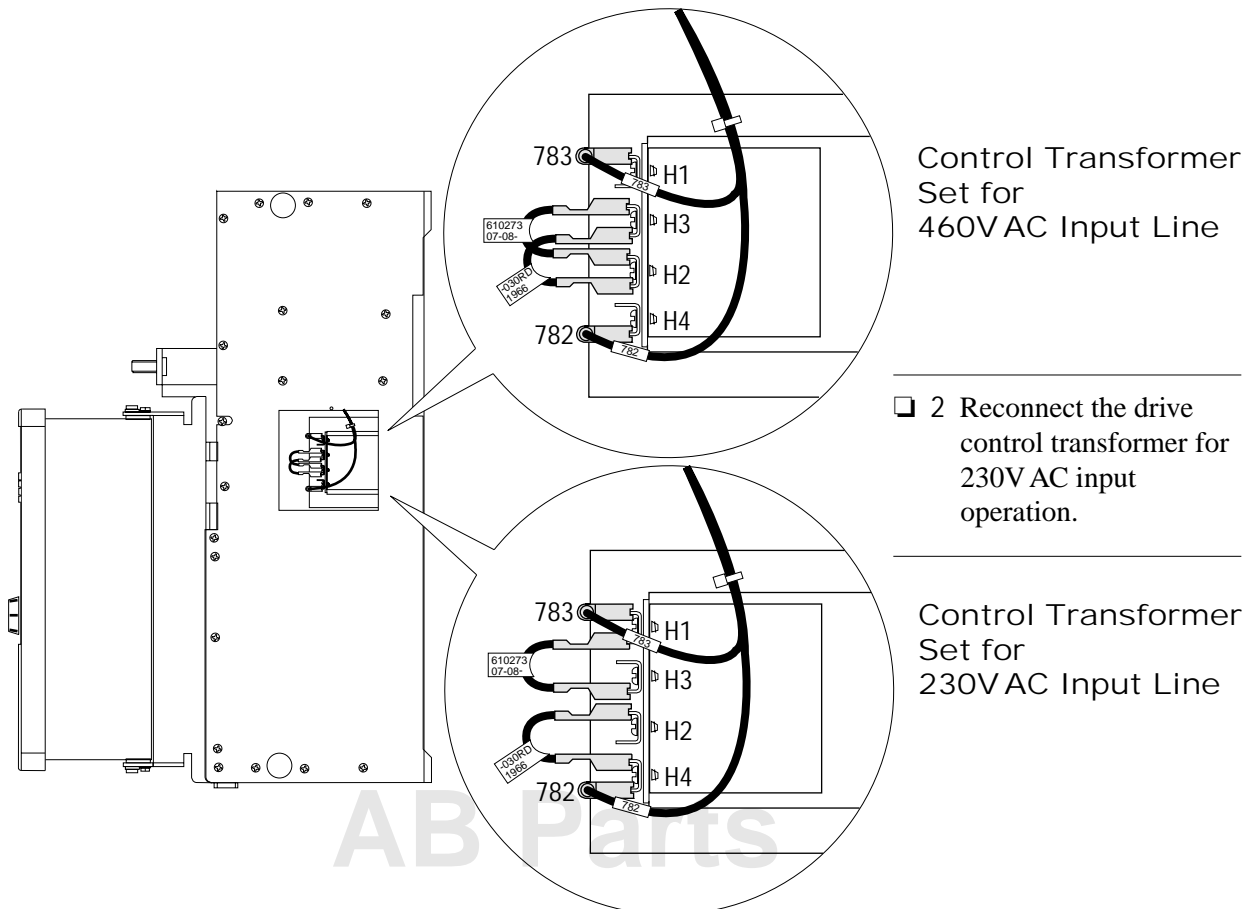 783
783
H1
H3
H2
H4
610273
07-08-
-030RD
1966
782
782
Control Transformer
Set for
460V AC Input Line
❏ 2 Reconnect the drive
control transformer for
230V AC input
operation.
783
783
H1
H3
H2
H4
610273
07-08-
-030RD
1966
782
782
Control Transformer
Set for
230V AC Input Line
AB Parts